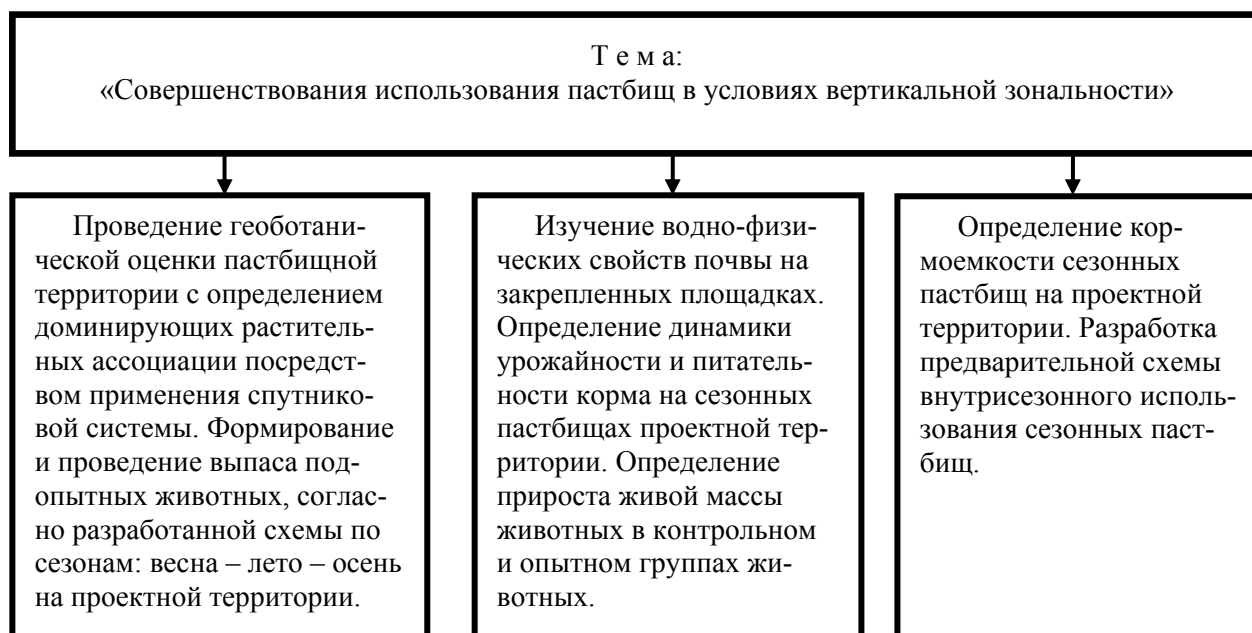 Т е м а:
«Совершенствования использования пастбищ в условиях вертикальной зональности»
Проведение геоботани-
ческой оценки пастбищной
территории с определением
доминирующих раститель-
ных ассоциации посредст-
вом применения спутнико-
вой системы. Формирование
и проведение выпаса под-
опытных животных, соглас-
но разработанной схемы по
сезонам: весна – лето – осень
на проектной территории.
Изучение водно-физи-
ческих свойств почвы на
закрепленных площадках.
Определение динамики
урожайности и питатель-
ности корма на сезонных
пастбищах проектной тер-
ритории. Определение
прироста живой массы
животных в контрольном
и опытном группах жи-
вотных.
Определение кор-
моемкости сезонных
пастбищ на проектной
территории. Разработка
предварительной схемы
внутрисезонного исполь-
зования сезонных паст-
бищ.